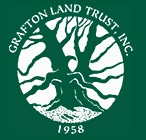 GRAFTON LAND TRUST, INC.
1958